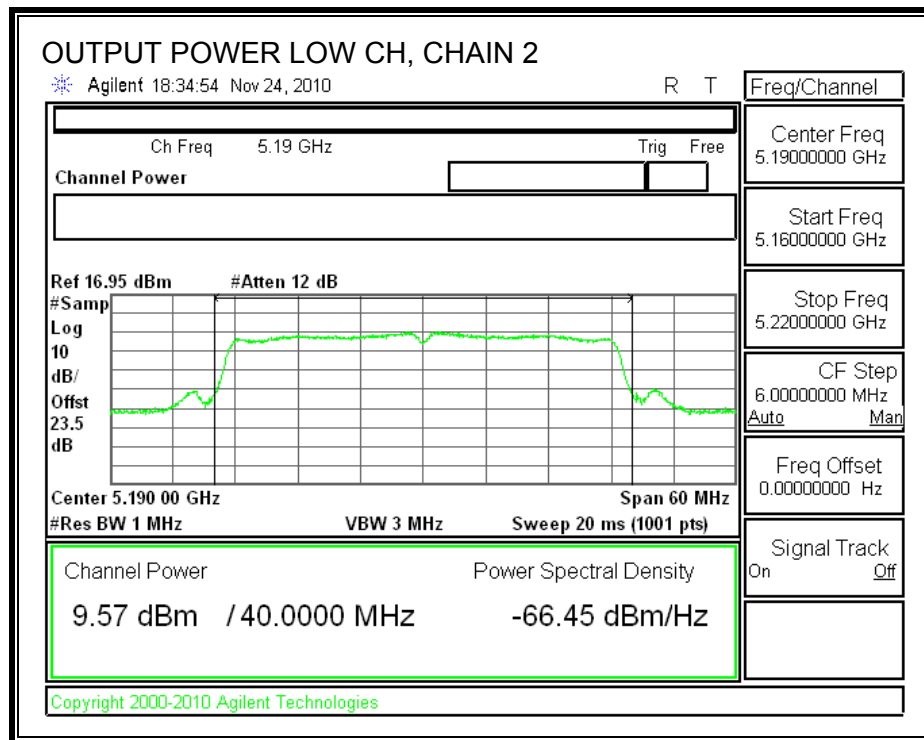 OUTPUT POWER LOW CH, CHAIN 2
Agilent 18:34:54 Nov 24, 2010 R T
Freq/Channel
Ch Freq 5.19 GHz Trig Free
Channel Power
Center Freq
5.19000000 GHz
Start Freq
5.16000000 GHz
Stop Freq
5.22000000 GHz
CF Step
6.00000000 MHz
Auto Man
Freq Offset
0.00000000 Hz
Signal Track
On Off
Ref 16.95 dBm #Atten 12 dB
#Samp
Log
10
dB/
Offst
23.5
dB
Center 5.190 00 GHz Span 60 MHz
#Res BW 1 MHz VBW 3 MHz Sweep 20 ms (1001 pts)
Channel Power Power Spectral Density
9.57 dBm / 40.0000 MHz -66.45 dBm/Hz
Copyright 2000-2010 Agilent Technologies